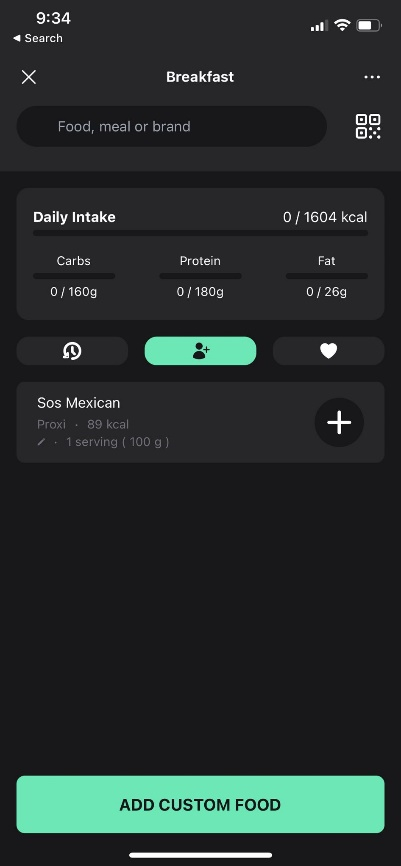 9:34
◀ Search
Breakfast
Food, meal or brand
Daily Intake
0 / 1604 kcal
Carbs
Protein
Fat
0 / 160g
0 / 180g
0 / 26g
Sos Mexican
Proxi · 89 kcal
· 1 serving ( 100 g )
ADD CUSTOM FOOD